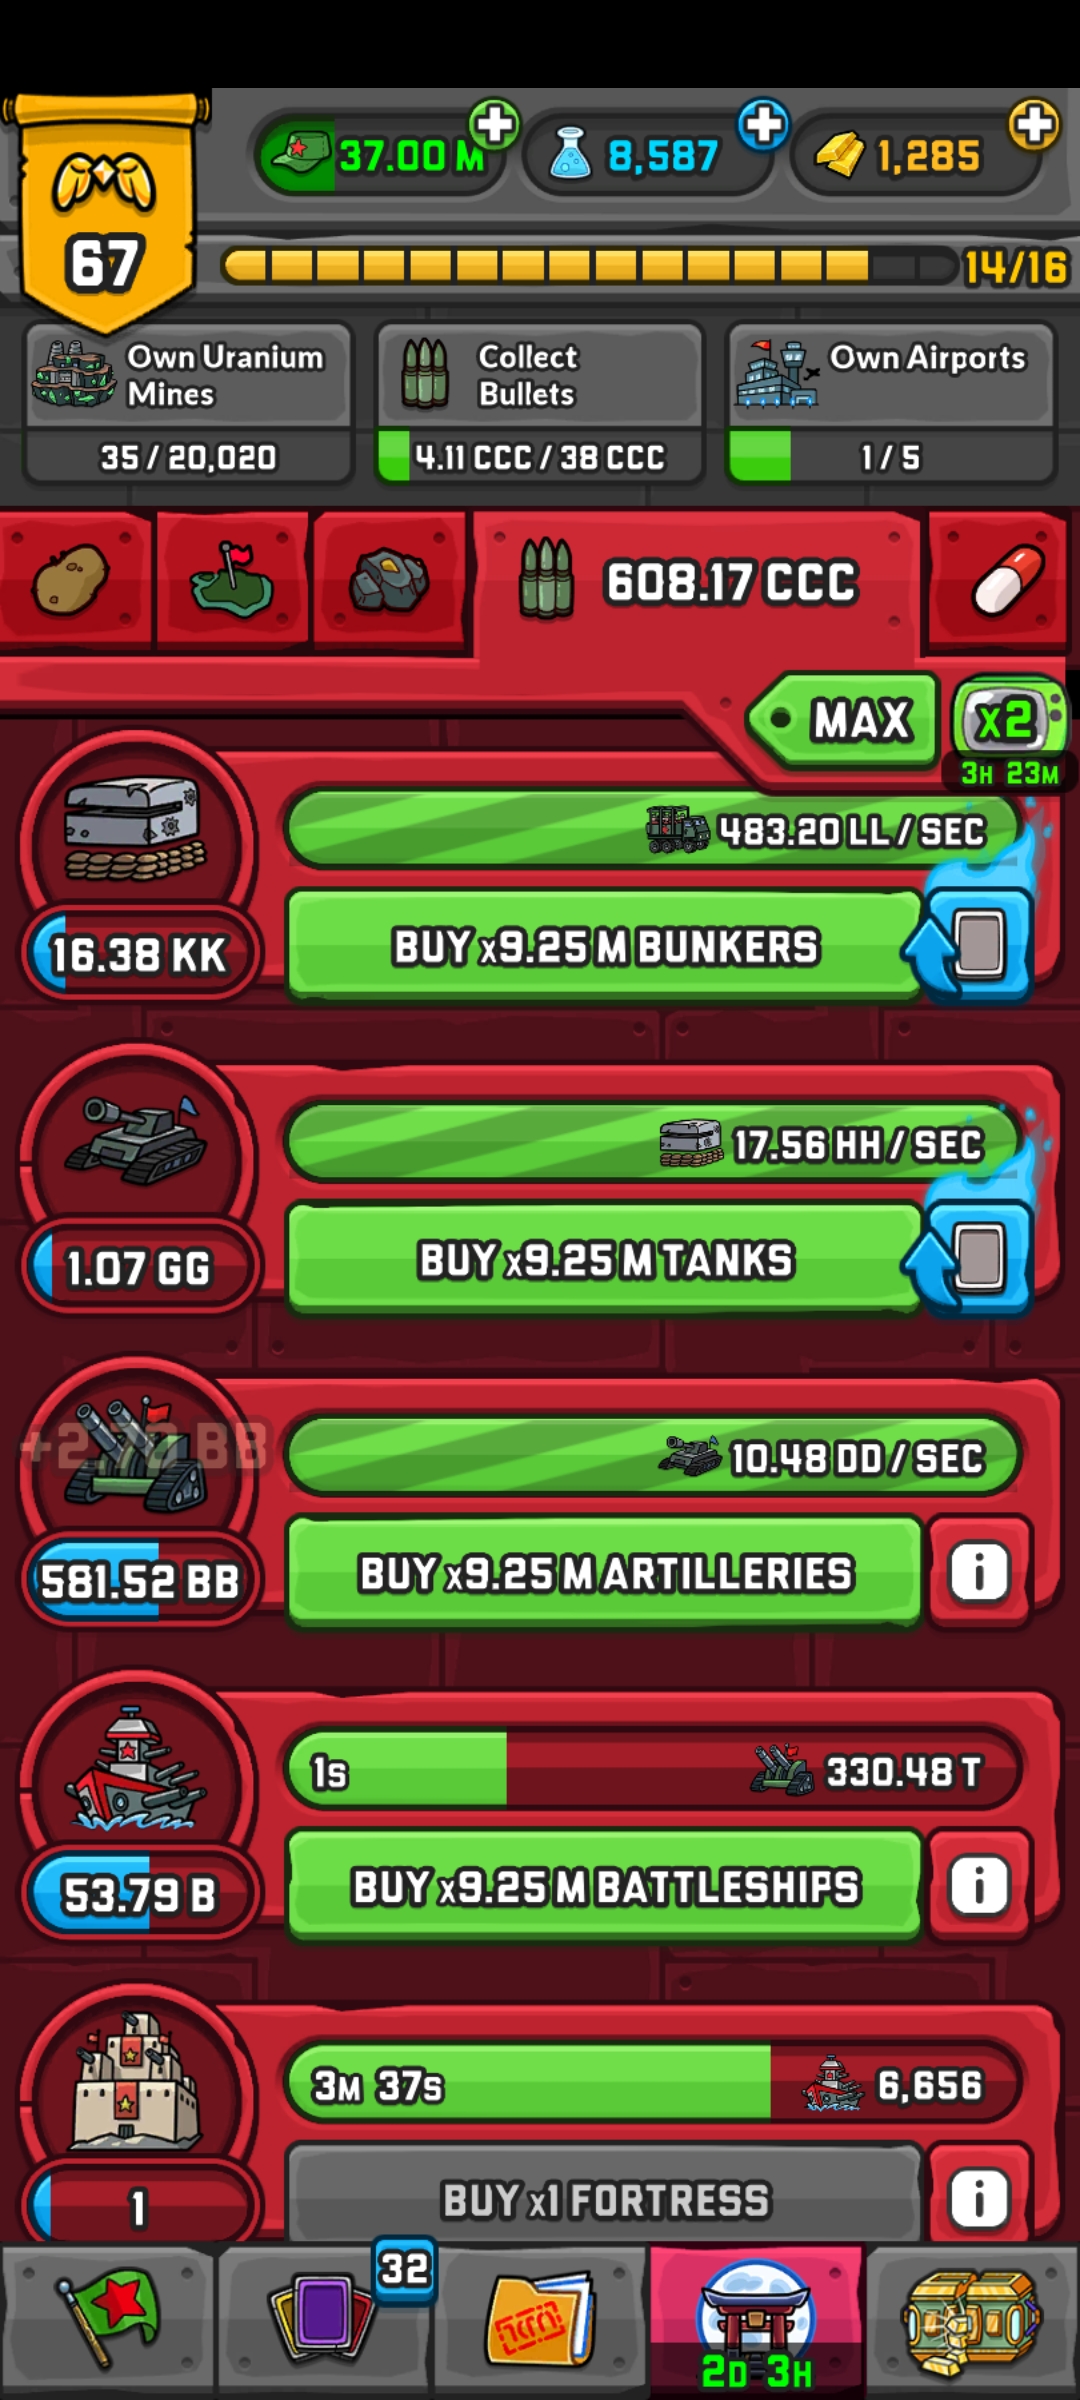 37.00 M
8,587
1,285
67
14/16
Own Uranium
Mines
35 / 20,020
Collect
Bullets
4.11 CCC / 38 CCC
Own Airports
1 / 5
608.17 CCC
MAX
x2
3H 23M
483.20 LL / SEC
16.38 KK
BUY x9.25 M BUNKERS
17.56 HH / SEC
1.07 GG
BUY x9.25 M TANKS
10.48 DD / SEC
581.52 BB
BUY x9.25 M ARTILLERIES
1S
330.48 T
53.79 B
BUY x9.25 M BATTLESHIPS
3M 37S
6,656
1
BUY x1 FORTRESS
32
2D 3H